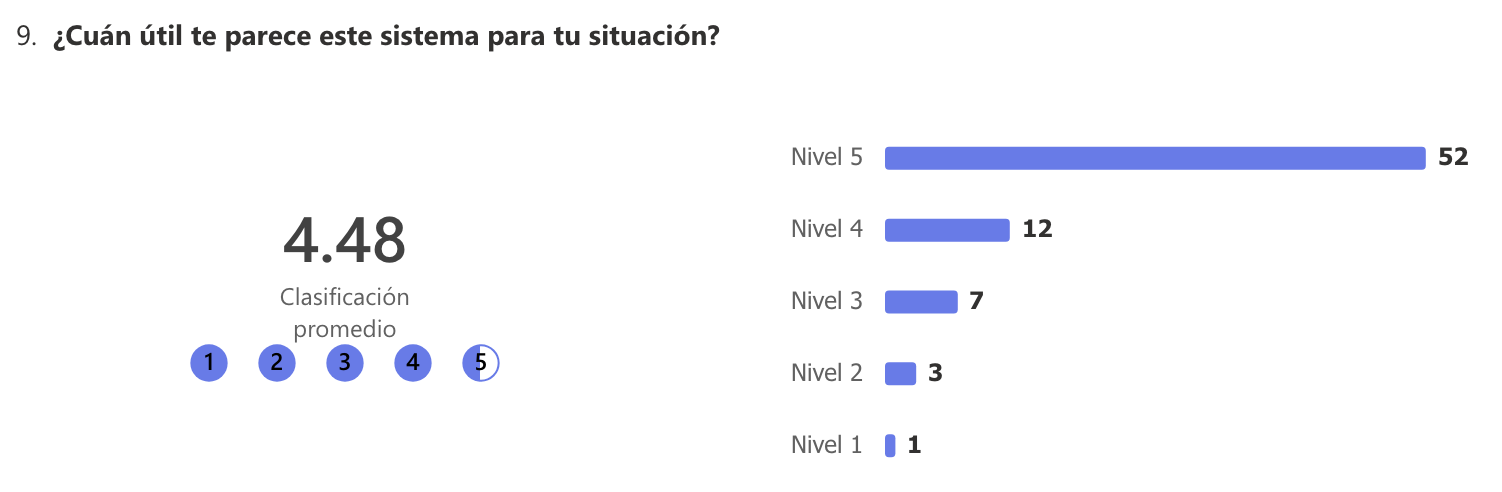 9. ¿Cuán útil te parece este sistema para tu situación?
4.48
Clasificación
promedio
1 2 3 4 5
Nivel 5 52
Nivel 4 12
Nivel 3 7
Nivel 2 3
Nivel 1 1